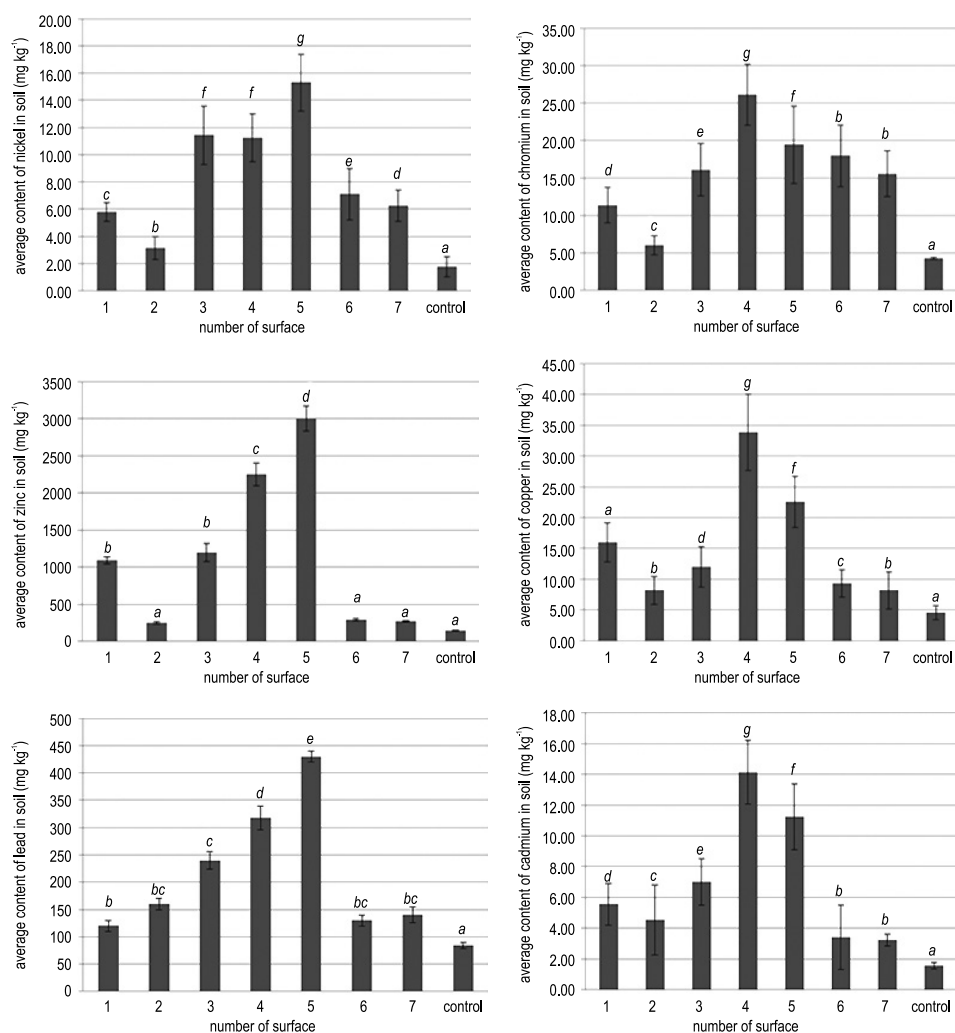 average content of nickel in soil (mg kg⁻¹)
20.00
18.00
16.00
14.00
12.00
10.00
8.00
6.00
4.00
2.00
0.00
c
b
f
f
g
e
d
a
1 2 3 4 5 6 7 control
number of surface
average content of chromium in soil (mg kg⁻¹)
35.00
30.00
25.00
20.00
15.00
10.00
5.00
0.00
d
c
e
g
f
b
b
a
1 2 3 4 5 6 7 control
number of surface
average content of zinc in soil (mg kg⁻¹)
3500
3000
2500
2000
1500
1000
500
0
b
a
b
c
d
a
a
a
1 2 3 4 5 6 7 control
number of surface
average content of copper in soil (mg kg⁻¹)
45.00
40.00
35.00
30.00
25.00
20.00
15.00
10.00
5.00
0.00
a
b
d
g
f
c
b
a
1 2 3 4 5 6 7 control
number of surface
average content of lead in soil (mg kg⁻¹)
500
450
400
350
300
250
200
150
100
50
0
b
bc
c
d
e
bc
bc
a
1 2 3 4 5 6 7 control
number of surface
average content of cadmium in soil (mg kg⁻¹)
18.00
16.00
14.00
12.00
10.00
8.00
6.00
4.00
2.00
0.00
d
c
e
g
f
b
b
a
1 2 3 4 5 6 7 control
number of surface